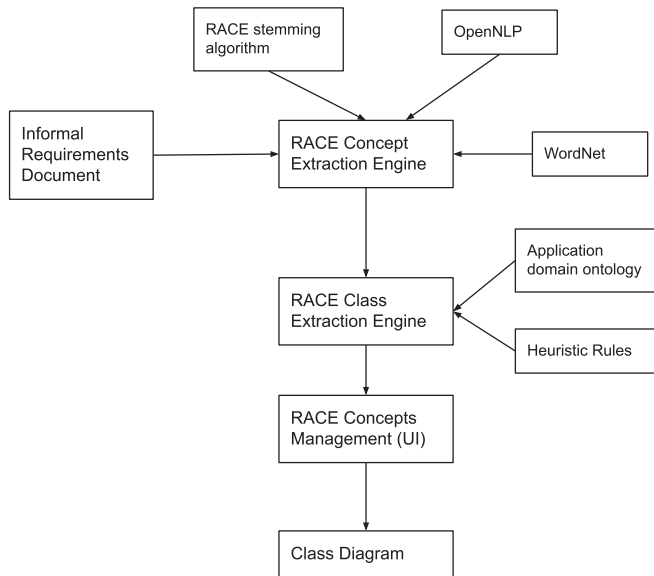 RACE stemming
algorithm
OpenNLP
Informal
Requirements
Document
RACE Concept
Extraction Engine
WordNet
Application
domain ontology
RACE Class
Extraction Engine
Heuristic Rules
RACE Concepts
Management (UI)
Class Diagram